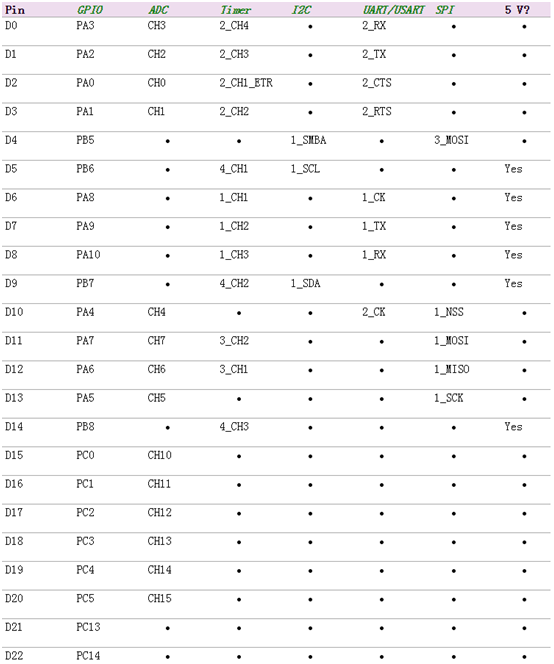 Pin GPIO ADC Timer I2C UART/USART SPI 5 V?
D0 PA3 CH3 2_CH4 • 2_RX • •
D1 PA2 CH2 2_CH3 • 2_TX • •
D2 PA0 CH0 2_CH1_ETR • 2_CTS • •
D3 PA1 CH1 2_CH2 • 2_RTS • •
D4 PB5 • • 1_SMBA • 3_MOSI •
D5 PB6 • 4_CH1 1_SCL • • Yes
D6 PA8 • 1_CH1 • 1_CK • Yes
D7 PA9 • 1_CH2 • 1_TX • Yes
D8 PA10 • 1_CH3 • 1_RX • Yes
D9 PB7 • 4_CH2 1_SDA • • Yes
D10 PA4 CH4 • • 2_CK 1_NSS •
D11 PA7 CH7 3_CH2 • • 1_MOSI •
D12 PA6 CH6 3_CH1 • • 1_MISO •
D13 PA5 CH5 • • • 1_SCK •
D14 PB8 • 4_CH3 • • • Yes
D15 PC0 CH10 • • • • •
D16 PC1 CH11 • • • • •
D17 PC2 CH12 • • • • •
D18 PC3 CH13 • • • • •
D19 PC4 CH14 • • • • •
D20 PC5 CH15 • • • • •
D21 PC13 • • • • • •
D22 PC14 • • • • • •